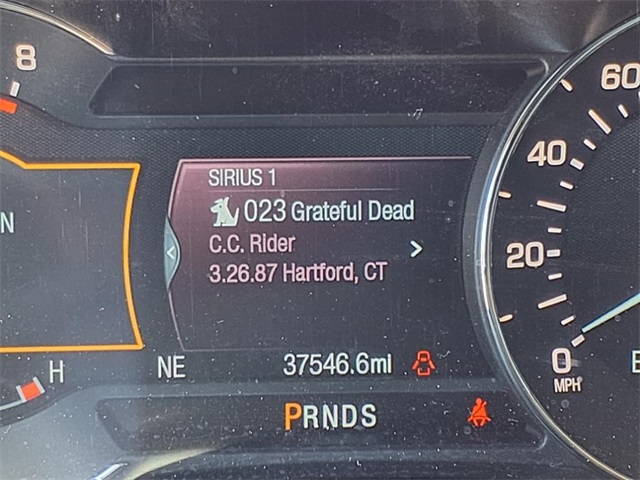 8
60
SIRIUS 1
40
023 Grateful Dead
N
C.C. Rider
20
3.26.87 Hartford, CT
H
NE
37546.6mi
0
MPH
PRNDS